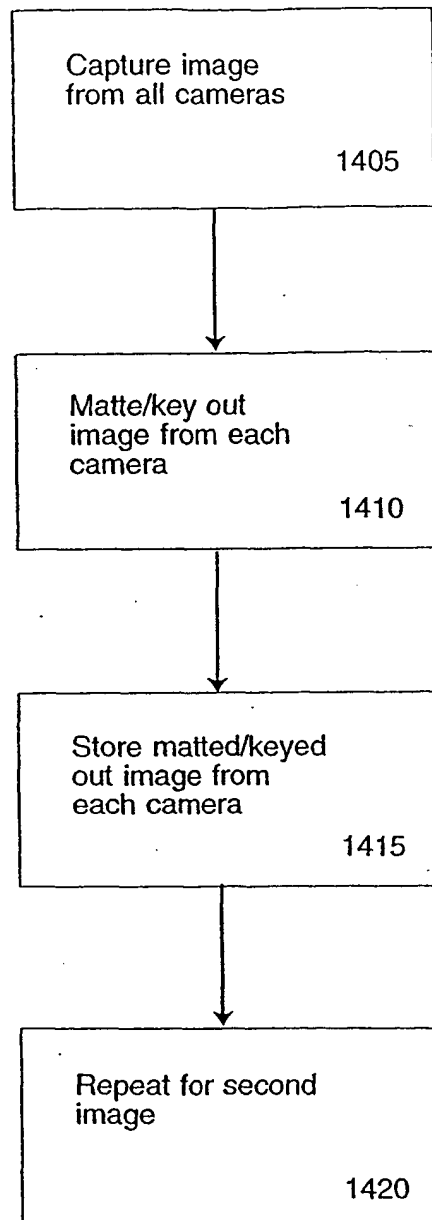 Capture image
from all cameras
1405
Matte/key out
image from each
camera
1410
Store matted/keyed
out image from
each camera
1415
Repeat for second
image
1420